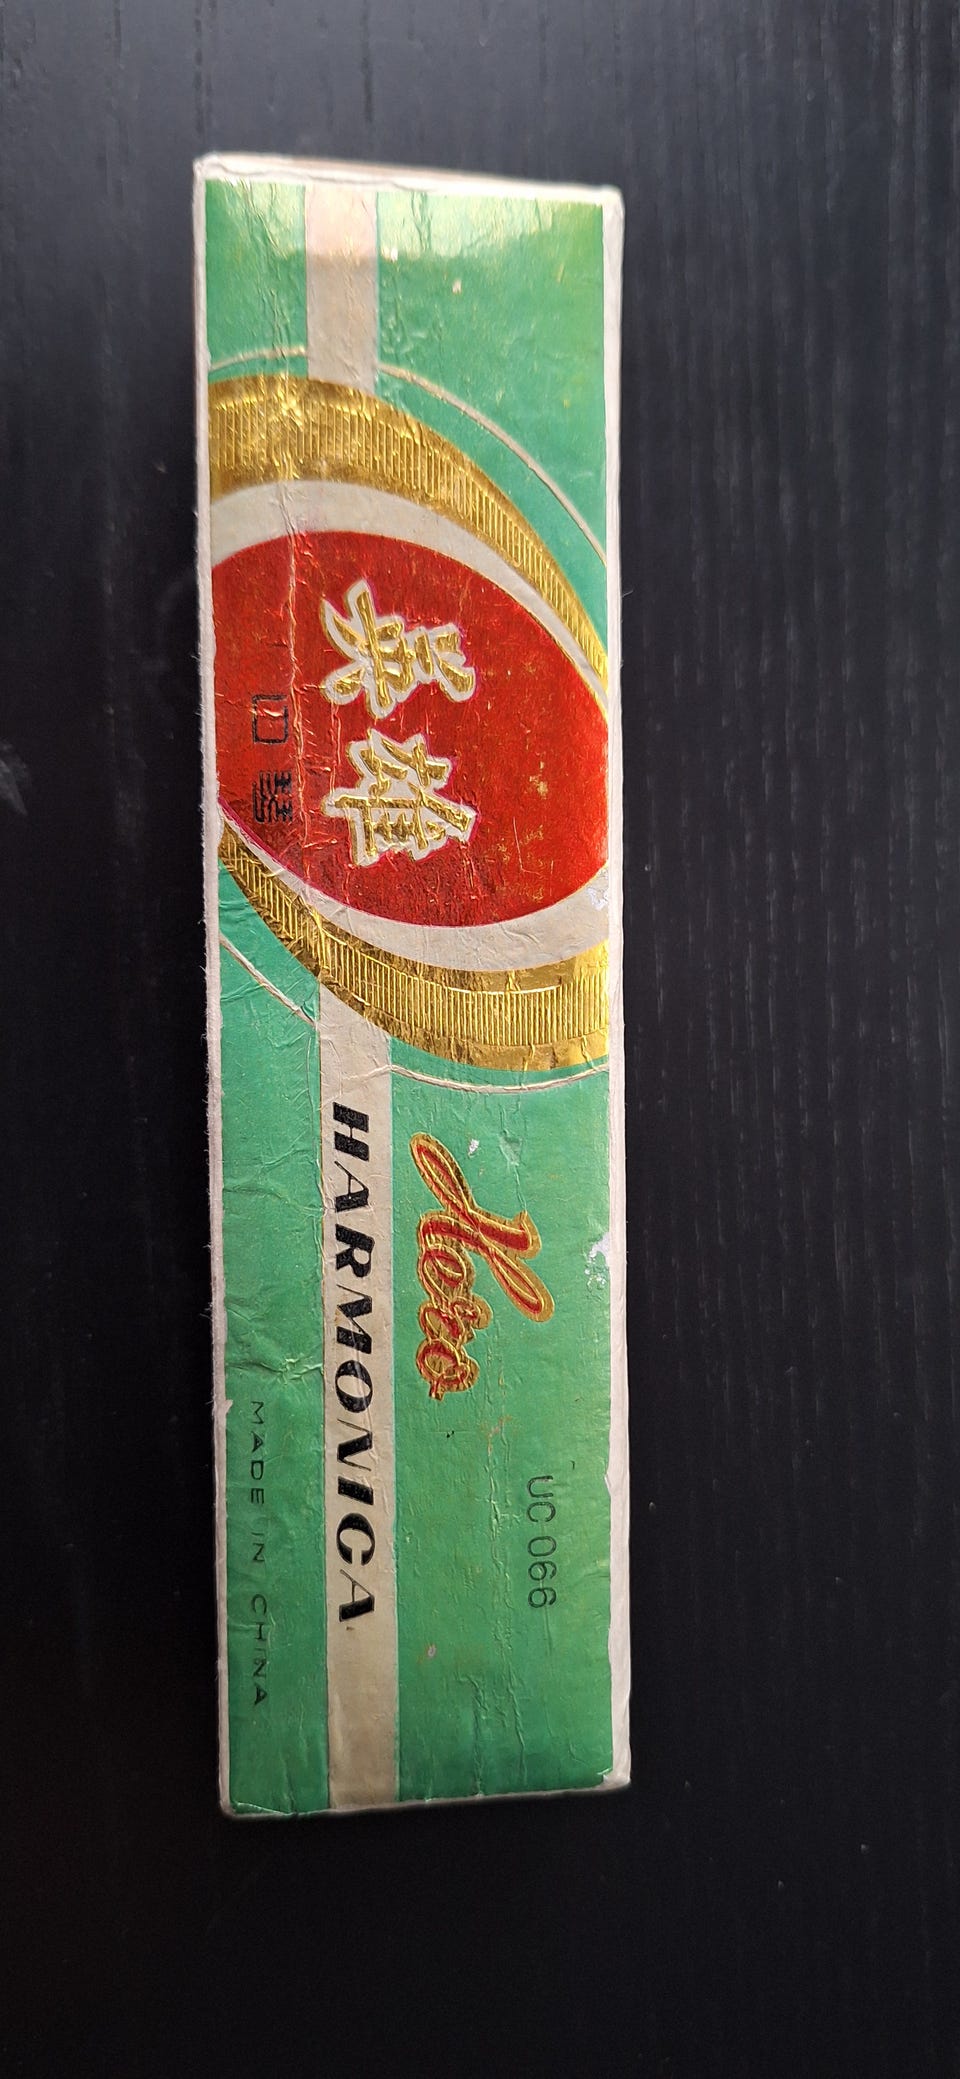 英雄
口琴
Hero
HARMONICA
UC 066
MADE IN CHINA